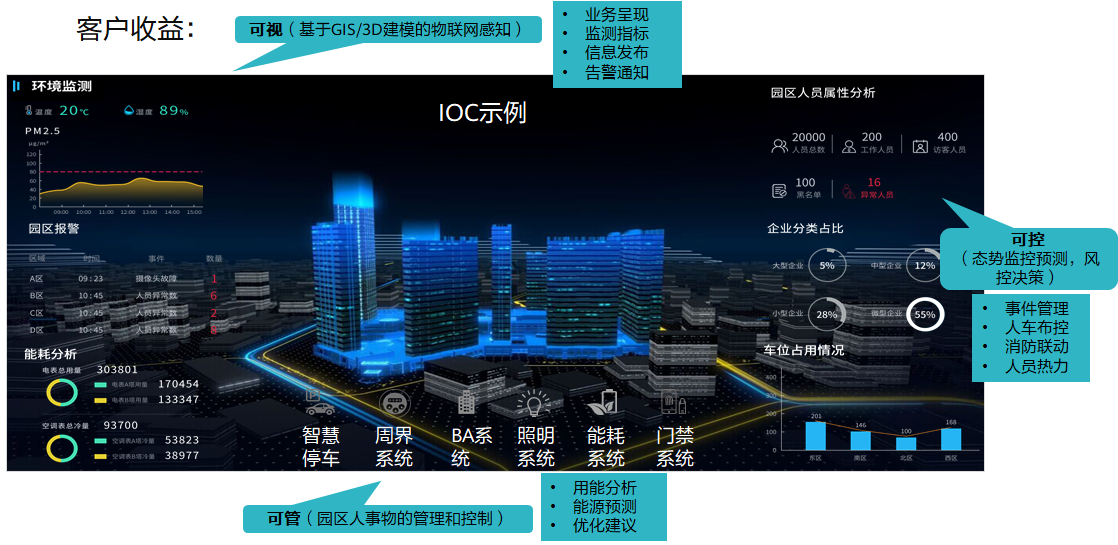 客户收益：
可视（基于GIS/3D建模的物联网感知）
• 业务呈现
• 监测指标
• 信息发布
• 告警通知
环境监测
温度 20℃
湿度 89%
PM2.5
μg/m³
120
100
80
60
40
20
0
09:00 10:00 11:00 12:00 13:00 14:00 15:00
园区报警
区域 时间 事件 数量
A区 09:23 摄像头故障 1
B区 10:45 人员异常数 6
C区 10:45 人员异常数 2
D区 10:45 人员异常数
能耗分析
电表总用量 303801
电表A塔用量 170454
电表B塔用量 133347
空调表总冷量 93700
空调表A塔冷量 53823
空调表B塔冷量 38977
IOC示例
智慧停车
周界系统
BA系统
照明系统
能耗系统
门禁系统
园区人员属性分析
20000 人员总数
200 工作人员
400 访客人员
100 黑名单
16 异常人员
企业分类占比
大型企业 5%
中型企业 12%
小型企业 28%
微型企业 55%
车位占用情况
400
300
200
100
0
201 146 100 168
东区 南区 北区 西区
可控
（态势监控预测，风
控决策）
• 事件管理
• 人车布控
• 消防联动
• 人员热力
可管（园区人事物的管理和控制）
• 用能分析
• 能源预测
• 优化建议